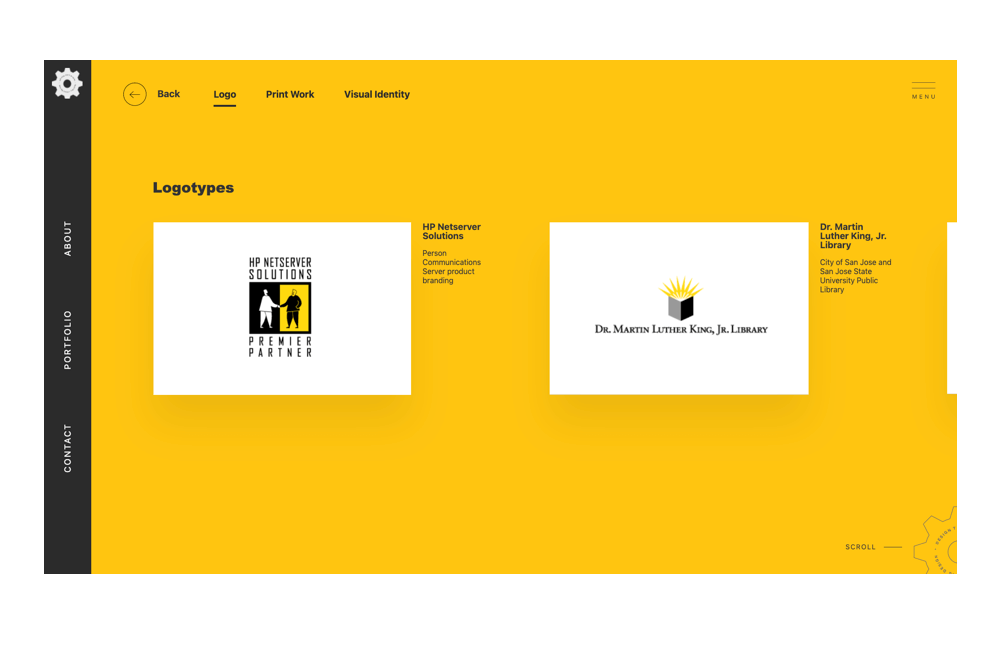 Back
Logo
Print Work
Visual Identity
MENU
ABOUT
PORTFOLIO
CONTACT
Logotypes
HP NETSERVER
SOLUTIONS
PREMIER
PARTNER
HP Netserver
Solutions
Person
Communications
Server product
branding
DR. MARTIN LUTHER KING, JR. LIBRARY
Dr. Martin
Luther King, Jr.
Library
City of San Jose and
San Jose State
University Public
Library
SCROLL
DESIGN